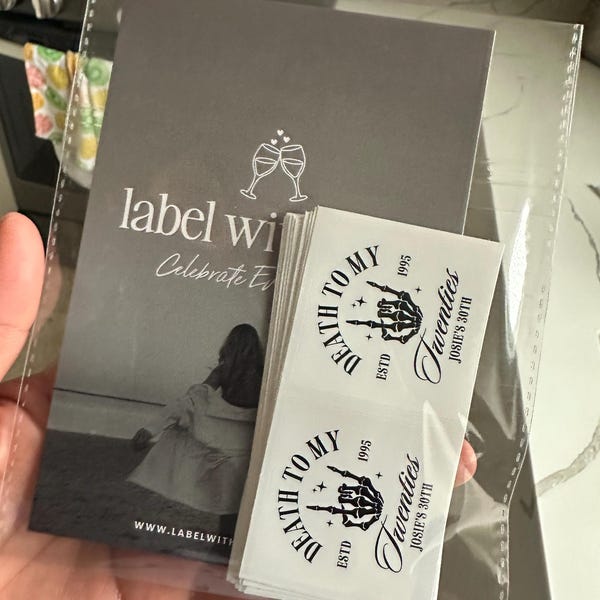 label wi
Celebrate
WWW.LABELWITH
DEATH TO MY
ESTD
1995
Twenties
JOSIE'S 30TH
DEATH TO MY
ESTD
1995
Twenties
JOSIE'S 30TH